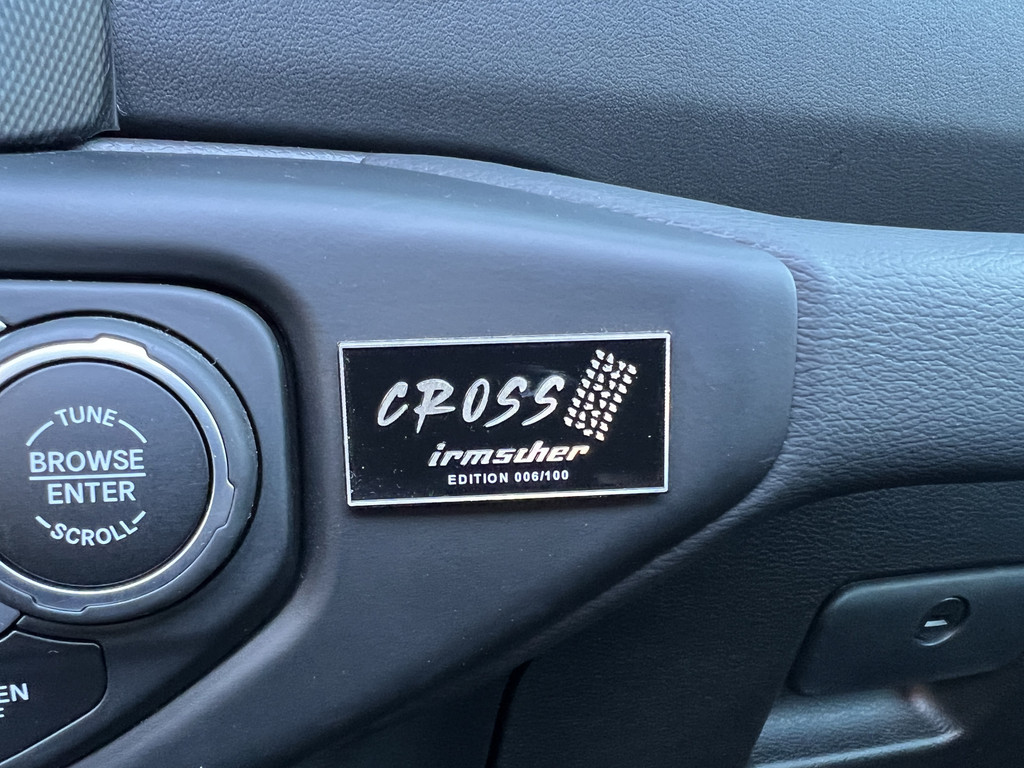 TUNE
BROWSE
ENTER
SCROLL
CROSS
irmscher
EDITION 006/100